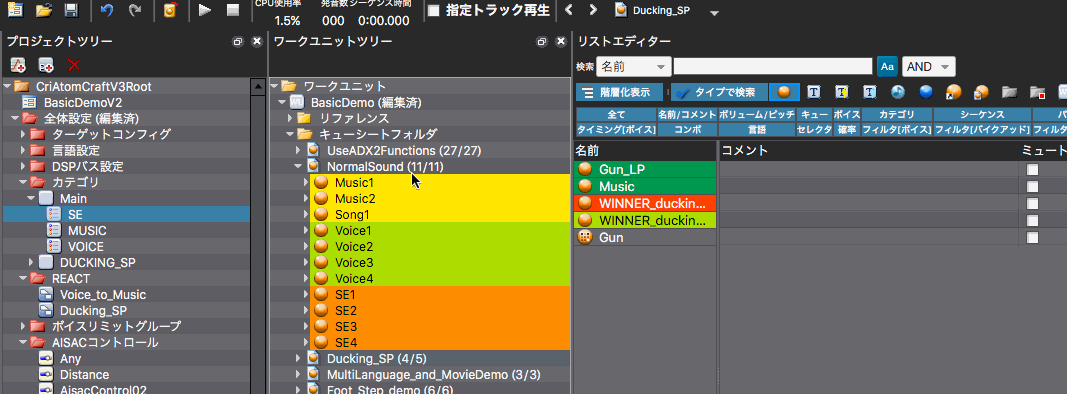 CPU使用率 発音数 シーケンス時間
1.5% 000 0:00.000
指定トラック再生
Ducking_SP
プロジェクトツリー
CriAtomCraftV3Root
BasicDemoV2
全体設定 (編集済)
ターゲットコンフィグ
言語設定
DSPバス設定
カテゴリ
Main
SE
MUSIC
VOICE
DUCKING_SP
REACT
Voice_to_Music
Ducking_SP
ボイスリミットグループ
AISACコントロール
Any
Distance
AisacControl02
ワークユニットツリー
ワークユニット
BasicDemo (編集済)
リファレンス
キューシートフォルダ
UseADX2Functions (27/27)
NormalSound (11/11)
Music1
Music2
Song1
Voice1
Voice2
Voice3
Voice4
SE1
SE2
SE3
SE4
Ducking_SP (4/5)
MultiLanguage_and_MovieDemo (3/3)
Foot_Step_demo (6/6)
リストエディター
検索 名前 Aa AND
階層化表示 タイプで検索
全て 名前/コメント ボリューム/ピッチ キュー ボイス カテゴリ シーケンス パ
タイミング[ボイス] コンボ 言語 セレクタ 確率 フィルタ[ボイス] フィルタ[バイクアッド] フィルタ
名前 コメント ミュート
Gun_LP
Music
WINNER_duckin...
WINNER_duckin...
Gun